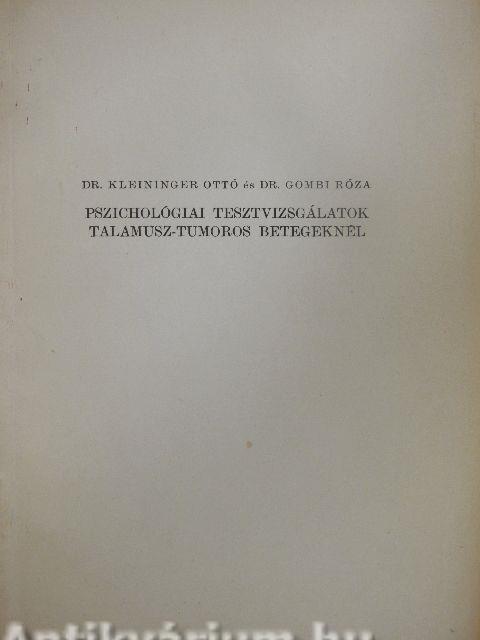 DR. KLEININGER OTTÓ és DR. GOMBI RÓZA
PSZICHOLÓGIAI TESZTVIZSGÁLATOK
TALAMUSZ-TUMOROS BETEGEKNÉL
Antikvárium.hu